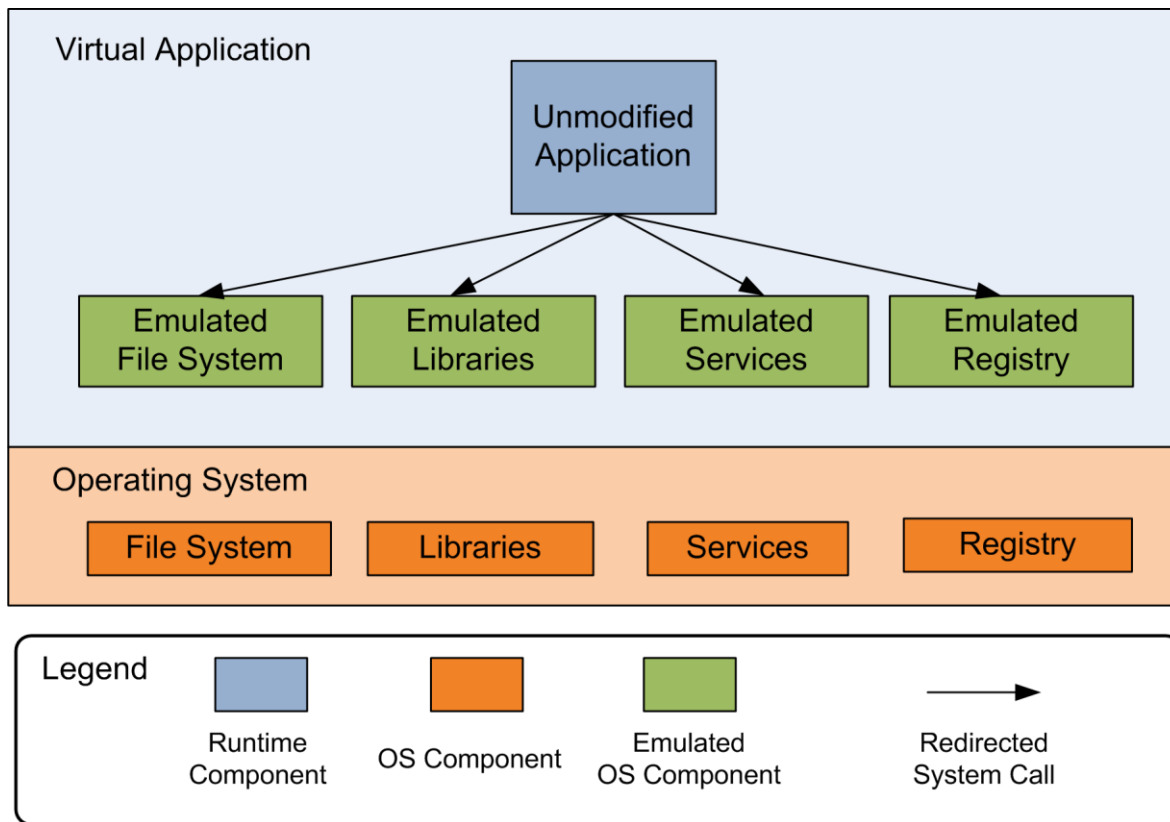 Virtual Application
Unmodified
Application
Emulated
File System
Emulated
Libraries
Emulated
Services
Emulated
Registry
Operating System
File System
Libraries
Services
Registry
Legend
Runtime
Component
OS Component
Emulated
OS Component
Redirected
System Call